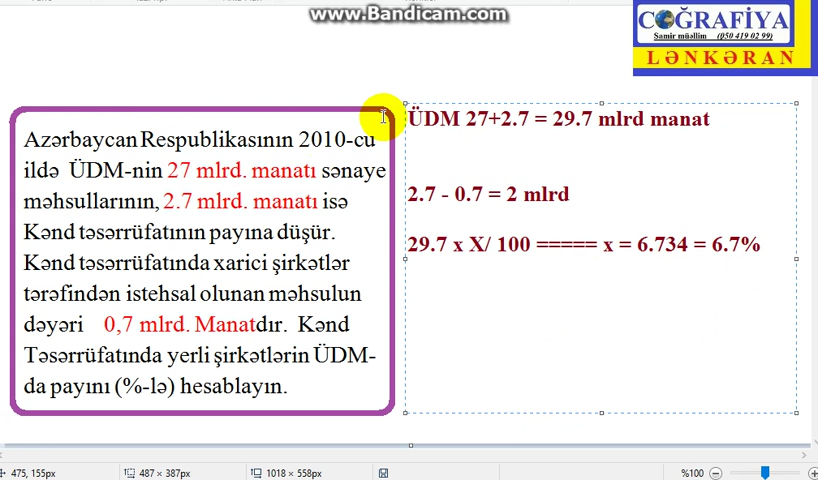 www.Bandicam.com
COĞRAFİYA
Samir müəllim (050 419 02 99)
LƏNKƏRAN
Azərbaycan Respublikasının 2010-cu
ildə ÜDM-nin 27 mlrd. manatı sənaye
məhsullarının, 2.7 mlrd. manatı isə
Kənd təsərrüfatının payına düşür.
Kənd təsərrüfatında xarici şirkətlər
tərəfindən istehsal olunan məhsulun
dəyəri 0,7 mlrd. Manatdır. Kənd
Təsərrüfatında yerli şirkətlərin ÜDM-
da payını (%-lə) hesablayın.
ÜDM 27+2.7 = 29.7 mlrd manat
2.7 - 0.7 = 2 mlrd
29.7 x X/ 100 ===== x = 6.734 = 6.7%
475, 155px
487 × 387px
1018 × 558px
%100